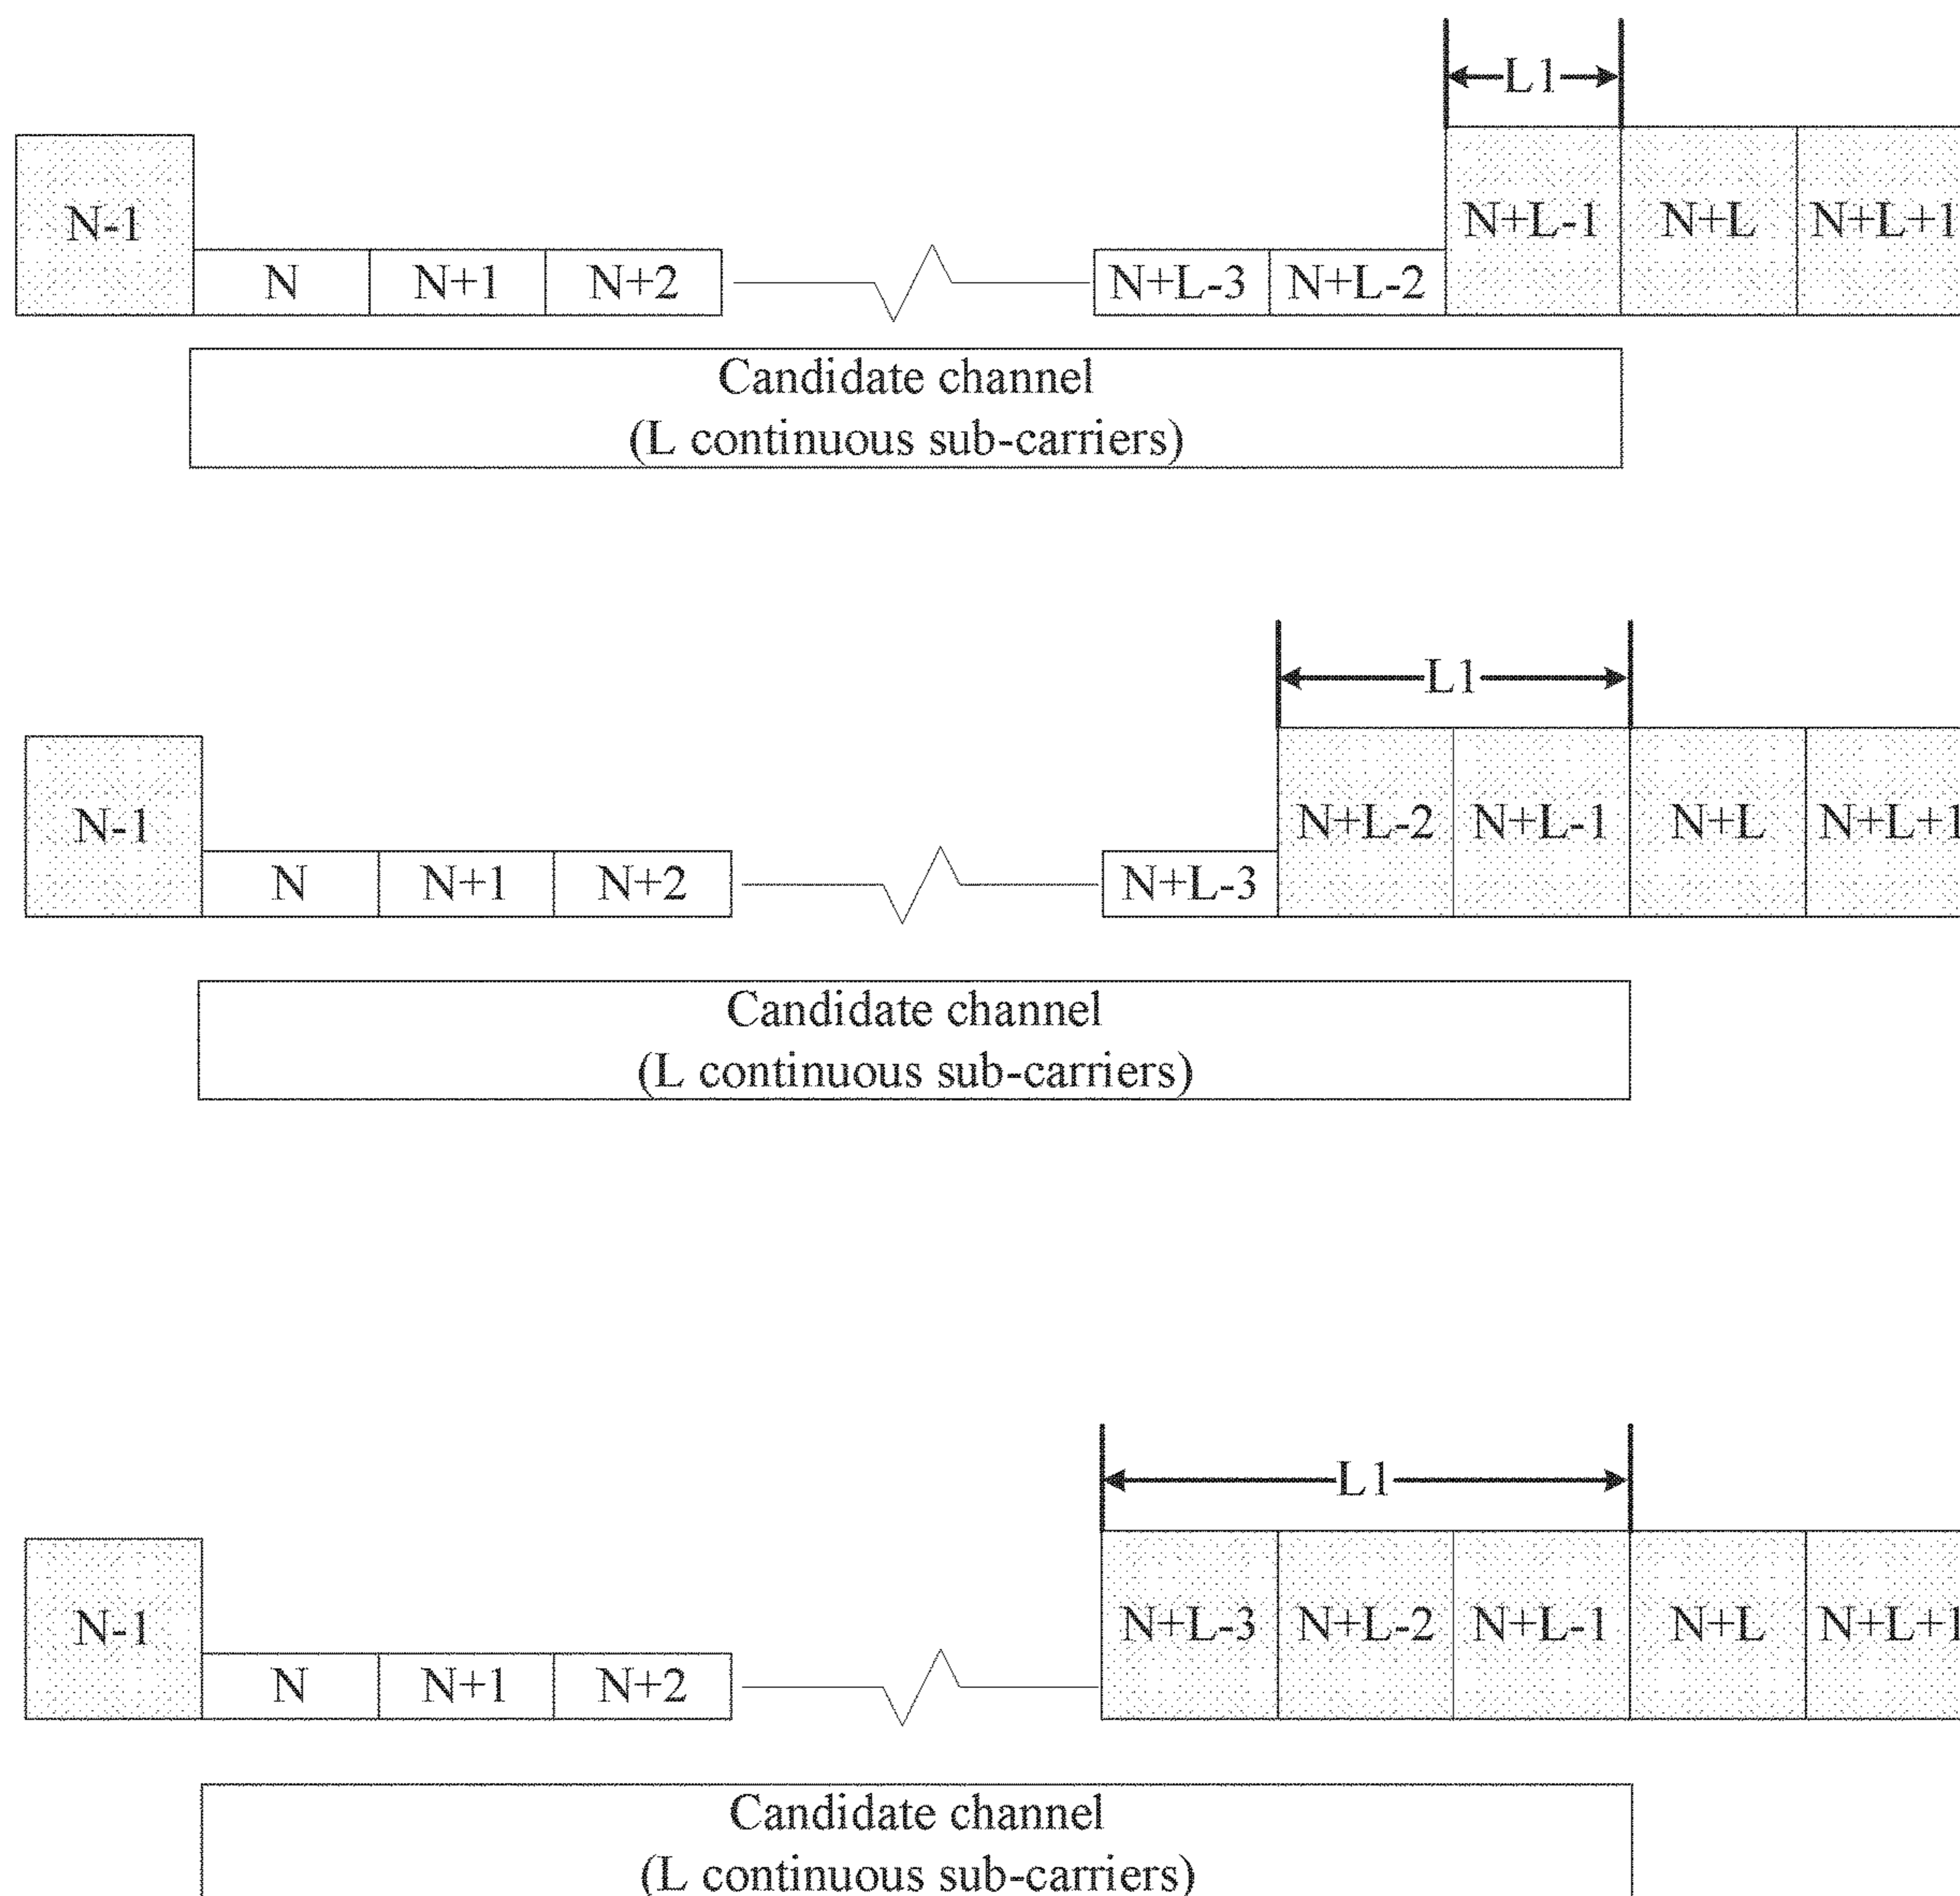 L1
N-1 N N+1 N+2 N+L-3 N+L-2 N+L-1 N+L N+L+1
Candidate channel
(L continuous sub-carriers)
L1
N-1 N N+1 N+2 N+L-3 N+L-2 N+L-1 N+L N+L+1
Candidate channel
(L continuous sub-carriers)
L1
N-1 N N+1 N+2 N+L-3 N+L-2 N+L-1 N+L N+L+1
Candidate channel
(L continuous sub-carriers)